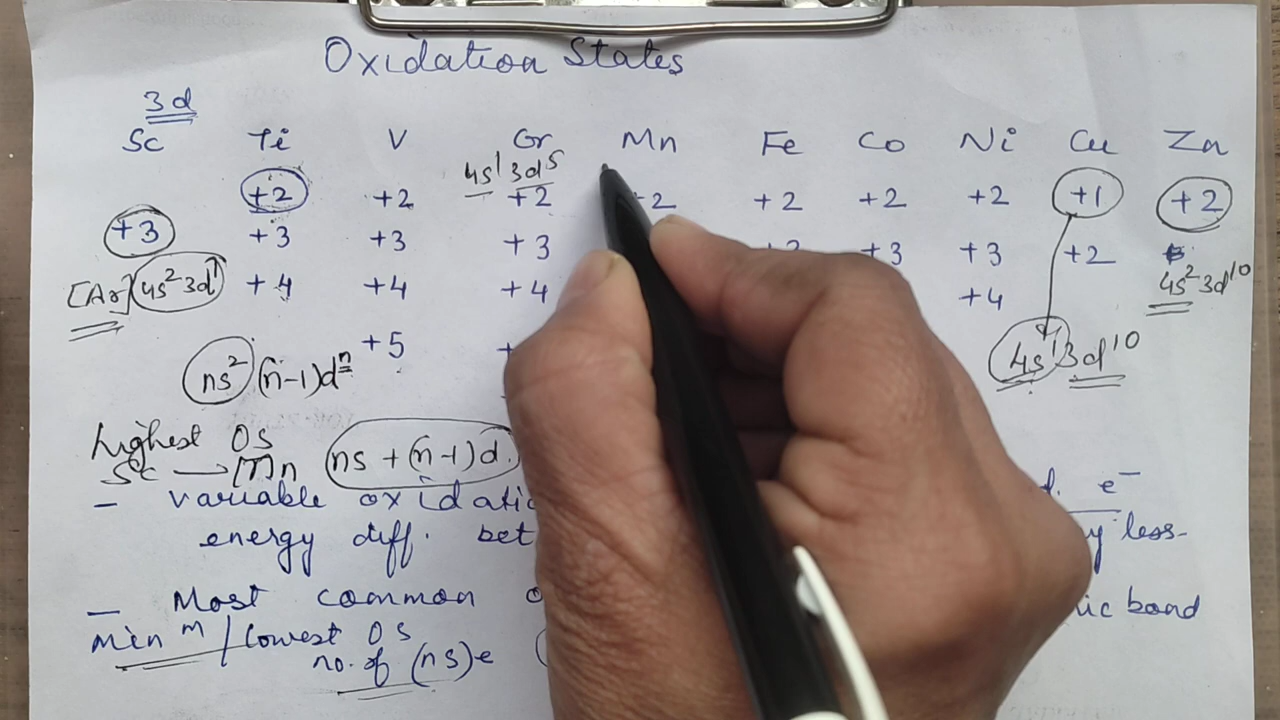 Oxidation States
3d
Sc Ti V Cr Mn Fe Co Ni Cu Zn
4s¹ 3d⁵
+2 +2 +2 +2 +2 +2 +2 +1 +2
+3 +3 +3 +3 +3 +3 +2
[Ar] 4s² 3d¹ +4 +4 +4 +4 4s² 3d¹⁰
+5 4s¹ 3d¹⁰
ns² (n-1)dⁿ
highest OS
Sc → Mn ns + (n-1)d
- variable e⁻
energy diff. less-
- Most common bond
minᵐ / lowest OS
no. of (ns)e